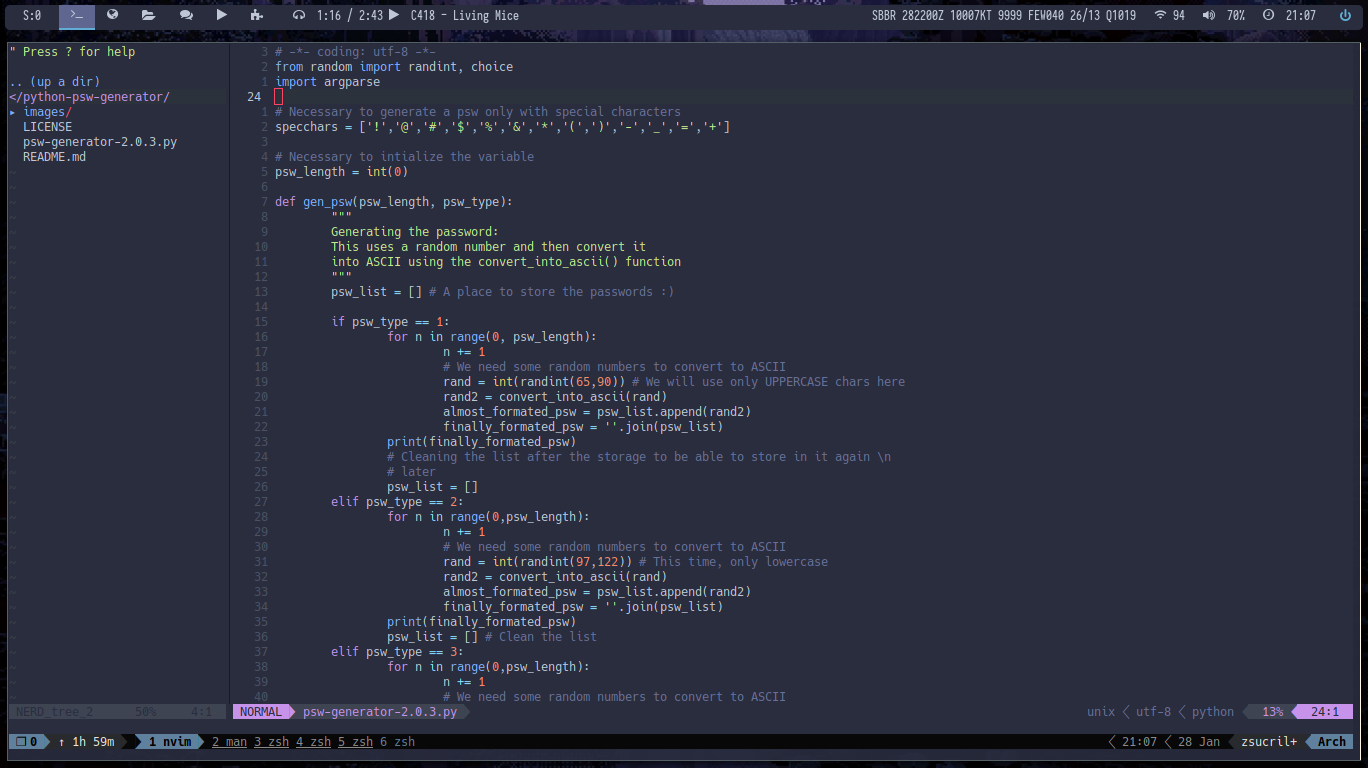 S:0 1:16 / 2:43 C418 - Living Mice SBBR 282200Z 10007KT 9999 FEW040 26/13 Q1019 94 70% 21:07
" Press ? for help
.. (up a dir)
</python-psw-generator/
▸ images/
LICENSE
psw-generator-2.0.3.py
README.md
3 # -*- coding: utf-8 -*-
2 from random import randint, choice
1 import argparse
24
1 # Necessary to generate a psw only with special characters
2 specchars = ['!','@','#','$','%','&','*','(',')','-','_','=','+']
3
4 # Necessary to intialize the variable
5 psw_length = int(0)
6
7 def gen_psw(psw_length, psw_type):
8         """
9         Generating the password:
10         This uses a random number and then convert it
11         into ASCII using the convert_into_ascii() function
12         """
13         psw_list = [] # A place to store the passwords :)
14
15         if psw_type == 1:
16                 for n in range(0, psw_length):
17                         n += 1
18                         # We need some random numbers to convert to ASCII
19                         rand = int(randint(65,90)) # We will use only UPPERCASE chars here
20                         rand2 = convert_into_ascii(rand)
21                         almost_formated_psw = psw_list.append(rand2)
22                         finally_formated_psw = ''.join(psw_list)
23                 print(finally_formated_psw)
24                 # Cleaning the list after the storage to be able to store in it again \n
25                 # later
26                 psw_list = []
27         elif psw_type == 2:
28                 for n in range(0,psw_length):
29                         n += 1
30                         # We need some random numbers to convert to ASCII
31                         rand = int(randint(97,122)) # This time, only lowercase
32                         rand2 = convert_into_ascii(rand)
33                         almost_formated_psw = psw_list.append(rand2)
34                         finally_formated_psw = ''.join(psw_list)
35                 print(finally_formated_psw)
36                 psw_list = [] # Clean the list
37         elif psw_type == 3:
38                 for n in range(0,psw_length):
39                         n += 1
40                         # We need some random numbers to convert to ASCII
NERD_tree_2 50% 4:1 NORMAL psw-generator-2.0.3.py unix utf-8 python 13% 24:1
0 ↑ 1h 59m 1 nvim 2 man 3 zsh 4 zsh 5 zsh 6 zsh 21:07 28 Jan zsucril+ Arch